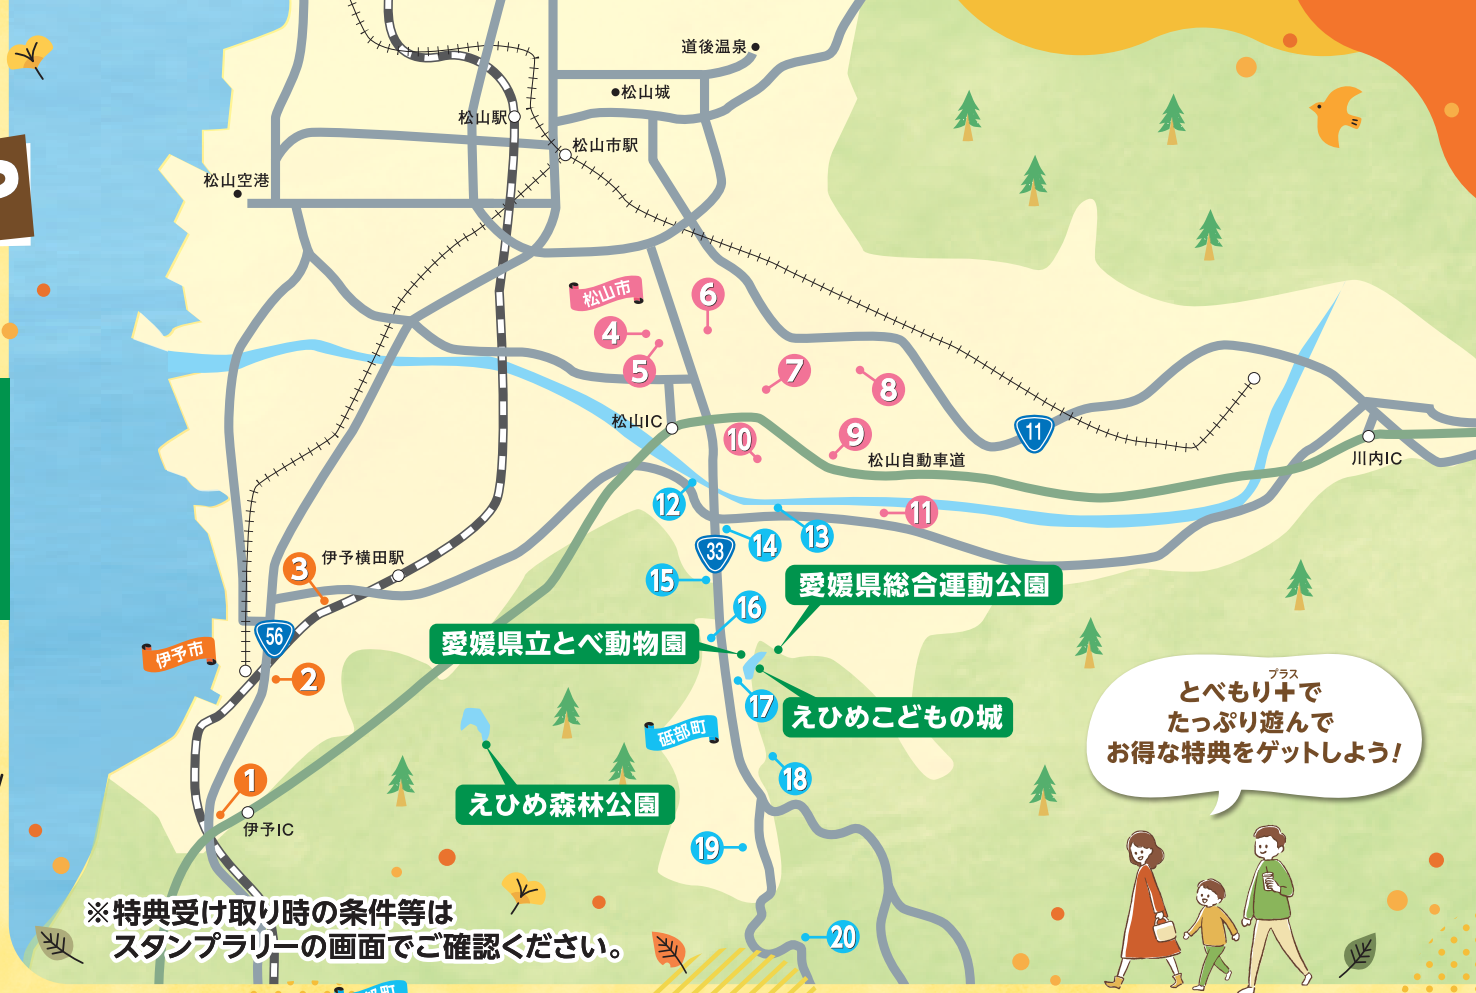 道後温泉
松山城
松山駅
松山市駅
松山空港
松山市
6
4
5
7
8
松山IC
10
9
松山自動車道
11
川内IC
12
11
13
14
33
伊予横田駅
3
15
愛媛県総合運動公園
16
56
愛媛県立とべ動物園
伊予市
2
17
えひめこどもの城
砥部町
プラス
とべもり+で
たっぷり遊んで
お得な特典をゲットしよう!
18
1
えひめ森林公園
伊予IC
19
※特典受け取り時の条件等は
スタンプラリーの画面でご確認ください。
20